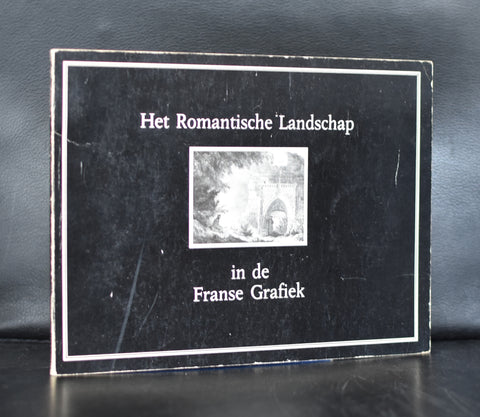 Het Romantische Landschap
in de
Franse Grafiek